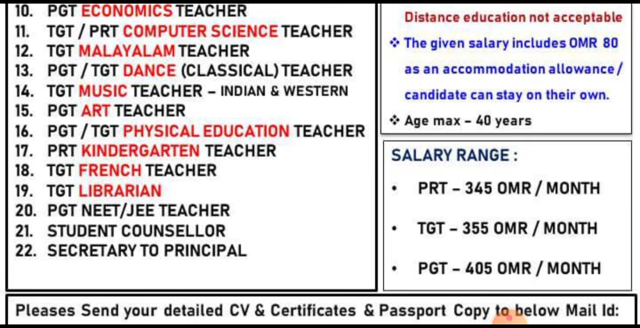 10. PGT ECONOMICS TEACHER
11. TGT / PRT COMPUTER SCIENCE TEACHER
12. TGT MALAYALAM TEACHER
13. PGT / TGT DANCE (CLASSICAL) TEACHER
14. TGT MUSIC TEACHER – INDIAN & WESTERN
15. PGT ART TEACHER
16. PGT / TGT PHYSICAL EDUCATION TEACHER
17. PRT KINDERGARTEN TEACHER
18. TGT FRENCH TEACHER
19. TGT LIBRARIAN
20. PGT NEET/JEE TEACHER
21. STUDENT COUNSELLOR
22. SECRETARY TO PRINCIPAL
Distance education not acceptable
❖ The given salary includes OMR 80
as an accommodation allowance /
candidate can stay on their own.
❖ Age max – 40 years
SALARY RANGE :
• PRT – 345 OMR / MONTH
• TGT – 355 OMR / MONTH
• PGT – 405 OMR / MONTH
Pleases Send your detailed CV & Certificates & Passport Copy to below Mail Id: